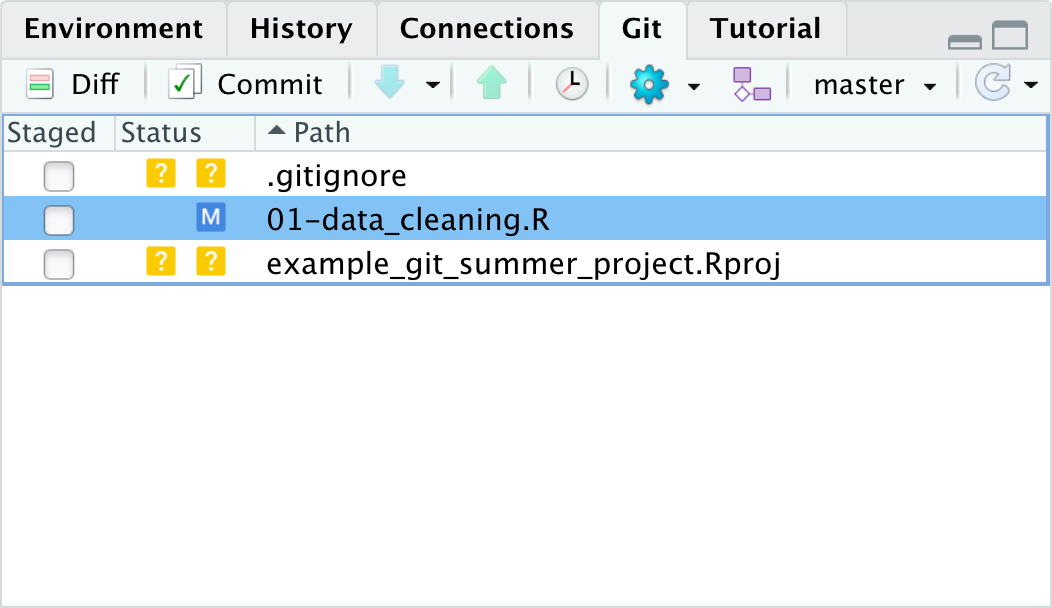 Environment History Connections Git Tutorial
Diff Commit master
Staged Status Path
? ? .gitignore
M 01-data_cleaning.R
? ? example_git_summer_project.Rproj